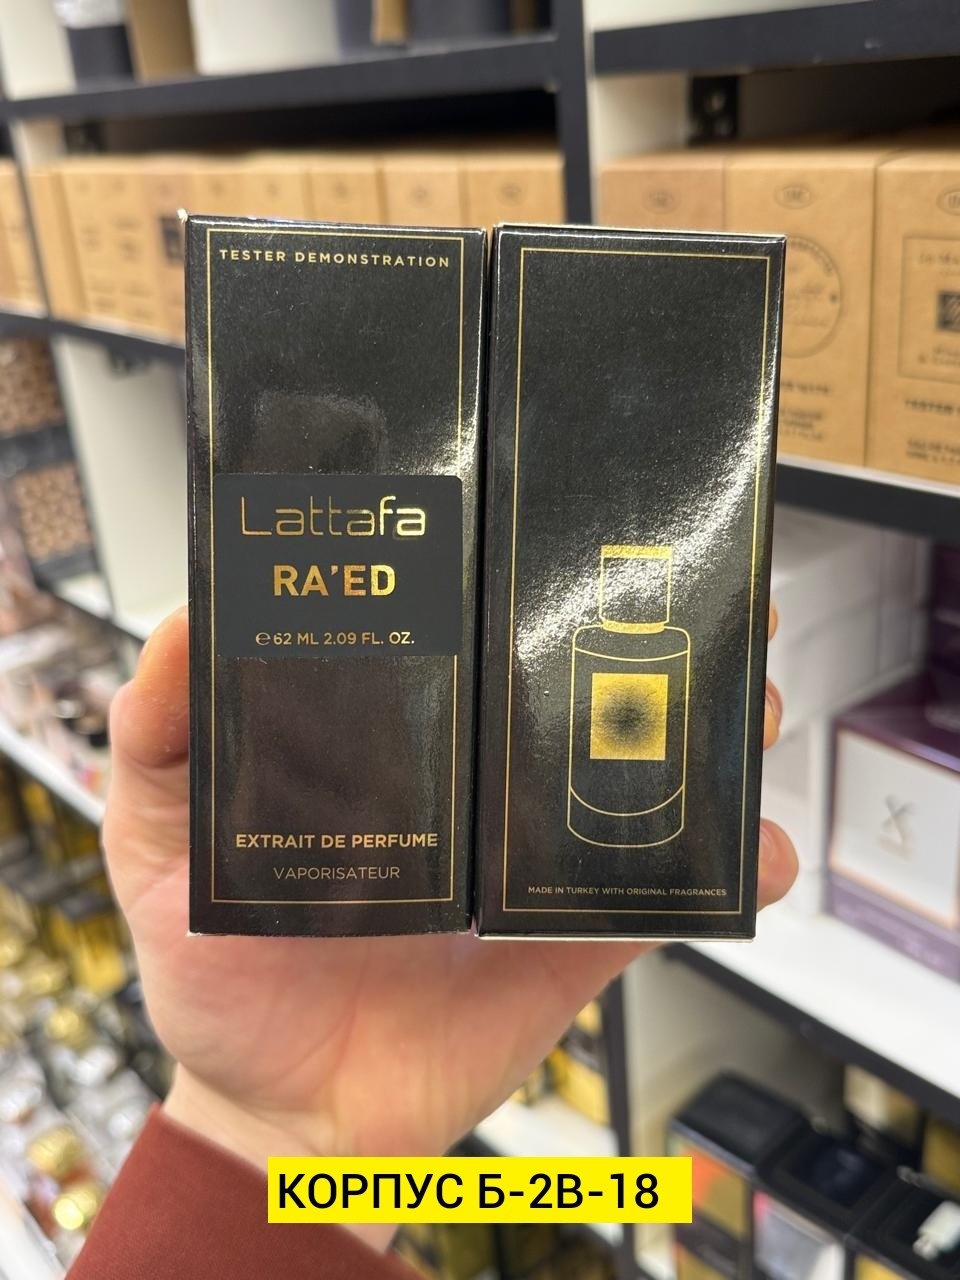 TESTER DEMONSTRATION
Lattafa
RA'ED
℮ 62 ML 2.09 FL. OZ.
EXTRAIT DE PERFUME
VAPORISATEUR
MADE IN TURKEY WITH ORIGINAL FRAGRANCES
КОРПУС Б-2В-18